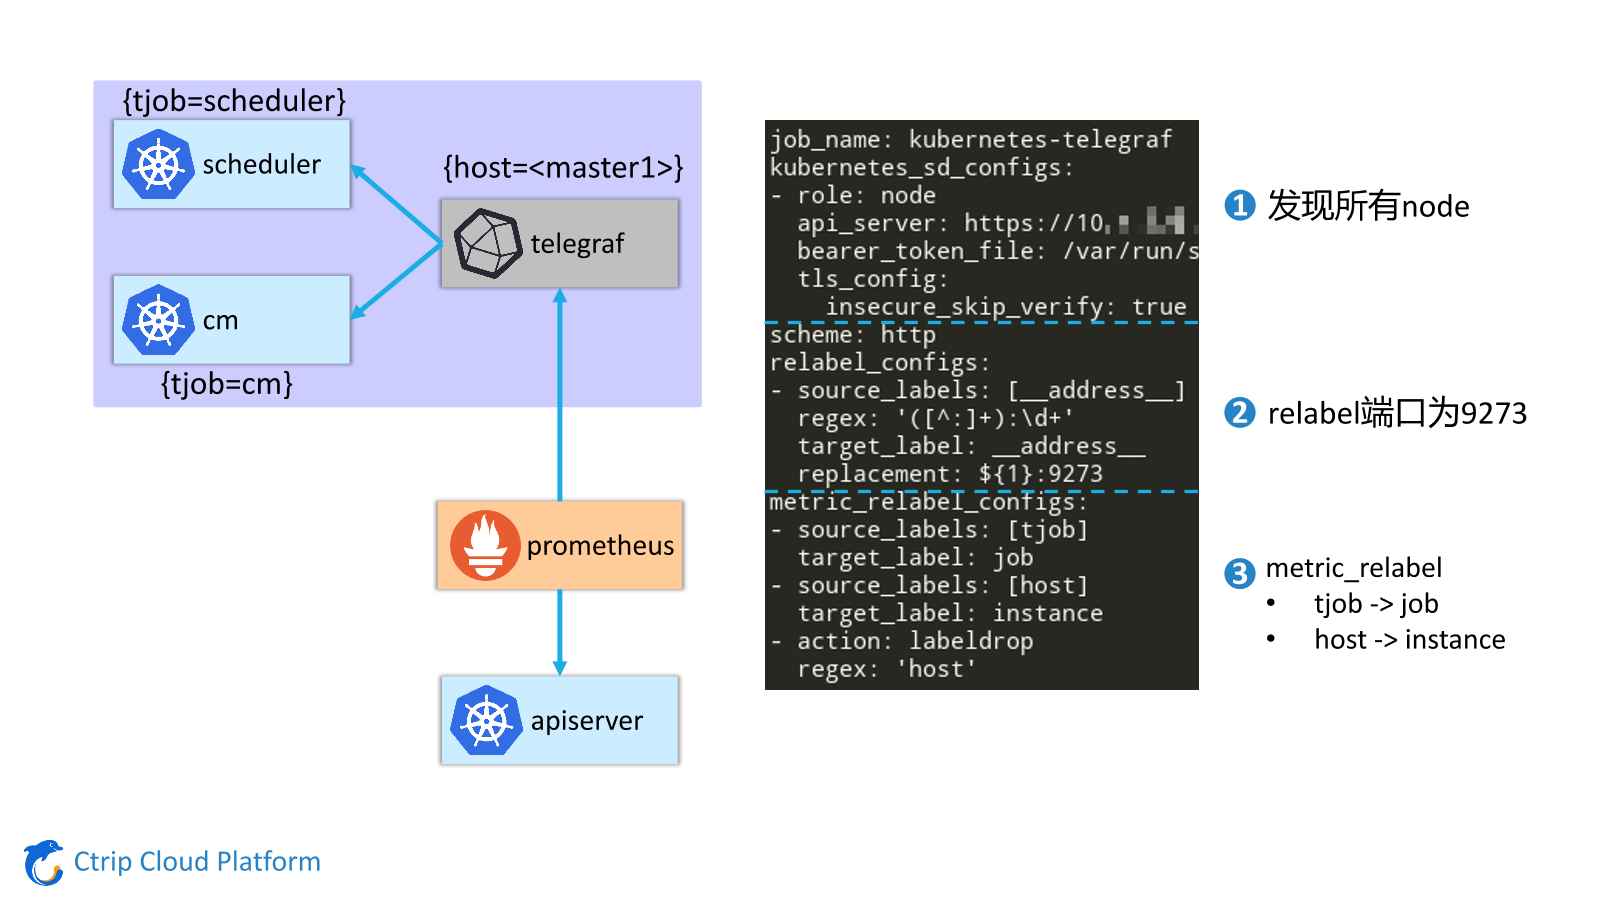 {tjob=scheduler}
scheduler
{host=<master1>}
telegraf
cm
{tjob=cm}
prometheus
apiserver
job_name: kubernetes-telegraf
kubernetes_sd_configs:
- role: node
  api_server: https://10.
  bearer_token_file: /var/run/s
  tls_config:
    insecure_skip_verify: true
scheme: http
relabel_configs:
- source_labels: [__address__]
  regex: '([^:]+):\d+'
  target_label: __address__
  replacement: ${1}:9273
metric_relabel_configs:
- source_labels: [tjob]
  target_label: job
- source_labels: [host]
  target_label: instance
- action: labeldrop
  regex: 'host'
❶ 发现所有node
❷ relabel端口为9273
❸ metric_relabel
• tjob -> job
• host -> instance
Ctrip Cloud Platform